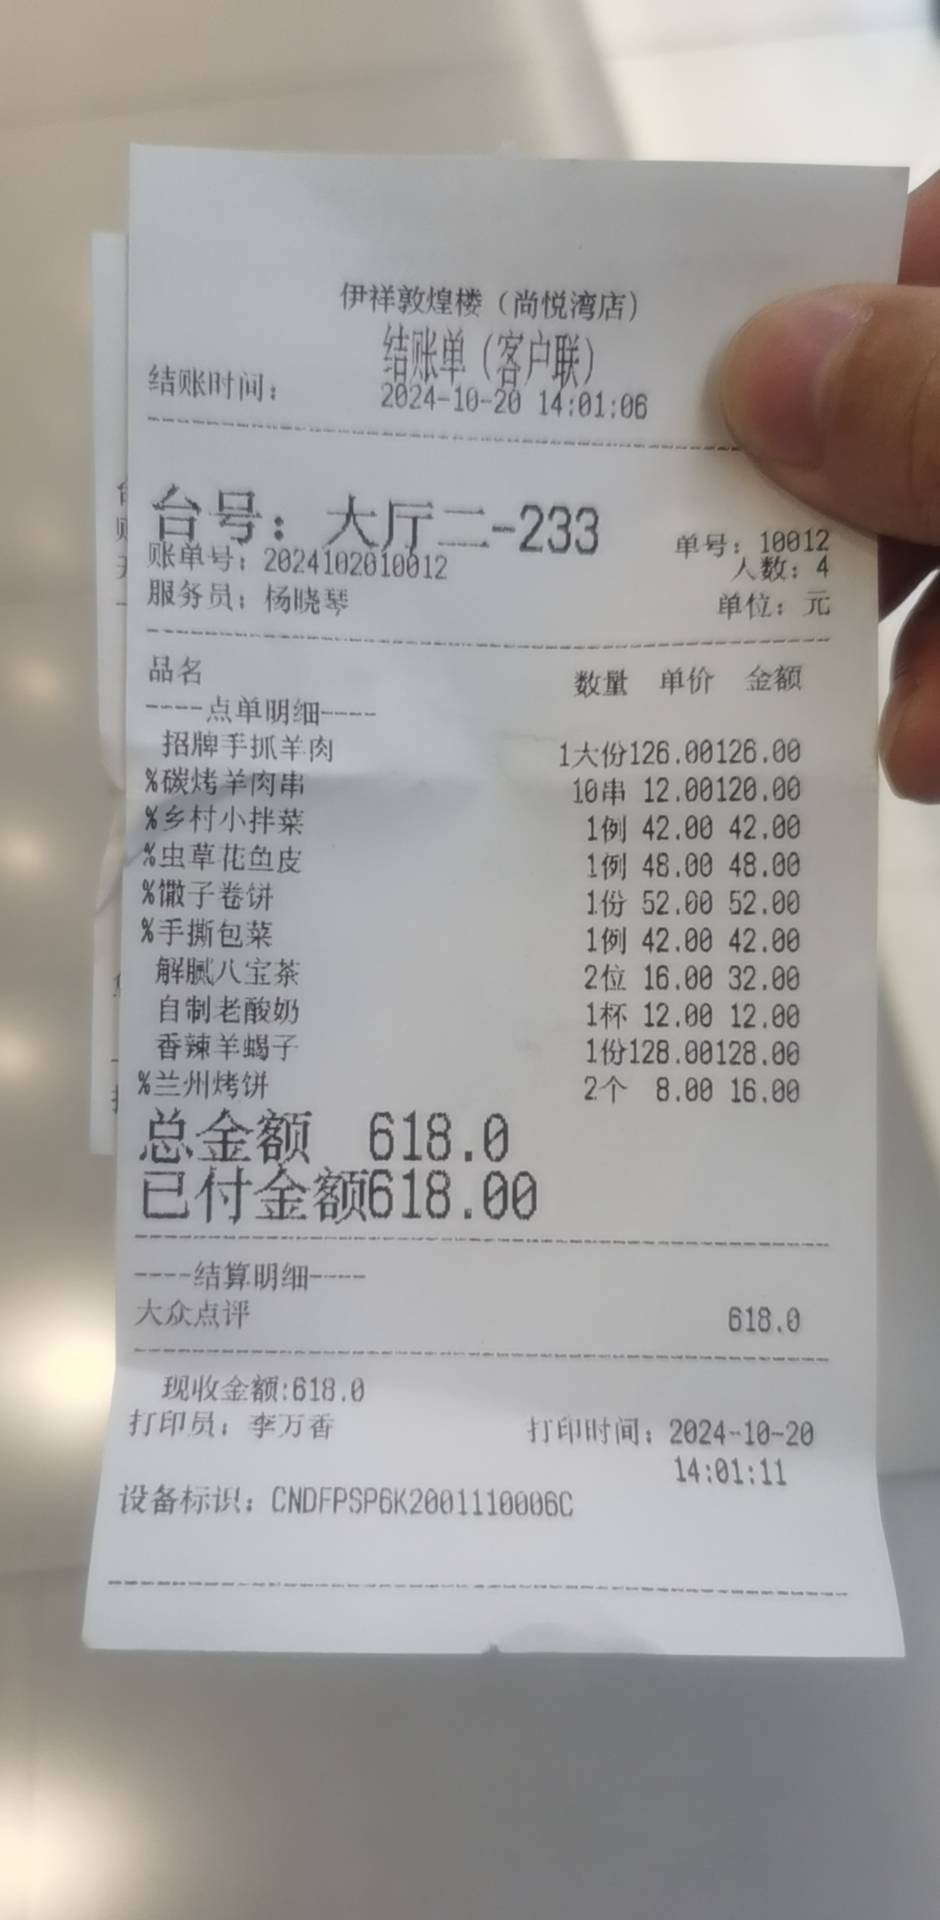 伊祥敦煌楼（尚悦湾店）
结账单（客户联）
结账时间： 2024-10-20 14:01:06
台号：大厅二-233
单号：10012
账单号：2024102010012 人数：4
服务员：杨晓琴 单位：元
品名 数量 单价 金额
----点单明细----
招牌手抓羊肉 1大份126.00126.00
%碳烤羊肉串 10串 12.00120.00
%乡村小拌菜 1例 42.00 42.00
%虫草花鱼皮 1例 48.00 48.00
%馓子卷饼 1份 52.00 52.00
%手撕包菜 1例 42.00 42.00
解腻八宝茶 2位 16.00 32.00
自制老酸奶 1杯 12.00 12.00
香辣羊蝎子 1份128.00128.00
%兰州烤饼 2个 8.00 16.00
总金额 618.0
已付金额618.00
----结算明细----
大众点评 618.0
现收金额:618.0
打印员：李万香 打印时间：2024-10-20
14:01:11
设备标识：CNDFPSP6K2001110006C